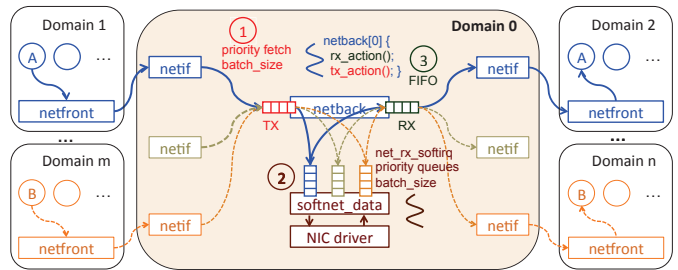 Domain 1
A
...
netfront
...
Domain m
B
...
netfront
Domain 0
1
priority fetch
batch_size
netback[0] {
rx_action();
tx_action(); }
3
FIFO
netif
netif
netback
TX
RX
netif
netif
net_rx_softirq
priority queues
batch_size
2
softnet_data
NIC driver
netif
netif
Domain 2
A
...
netfront
...
Domain n
B
...
netfront